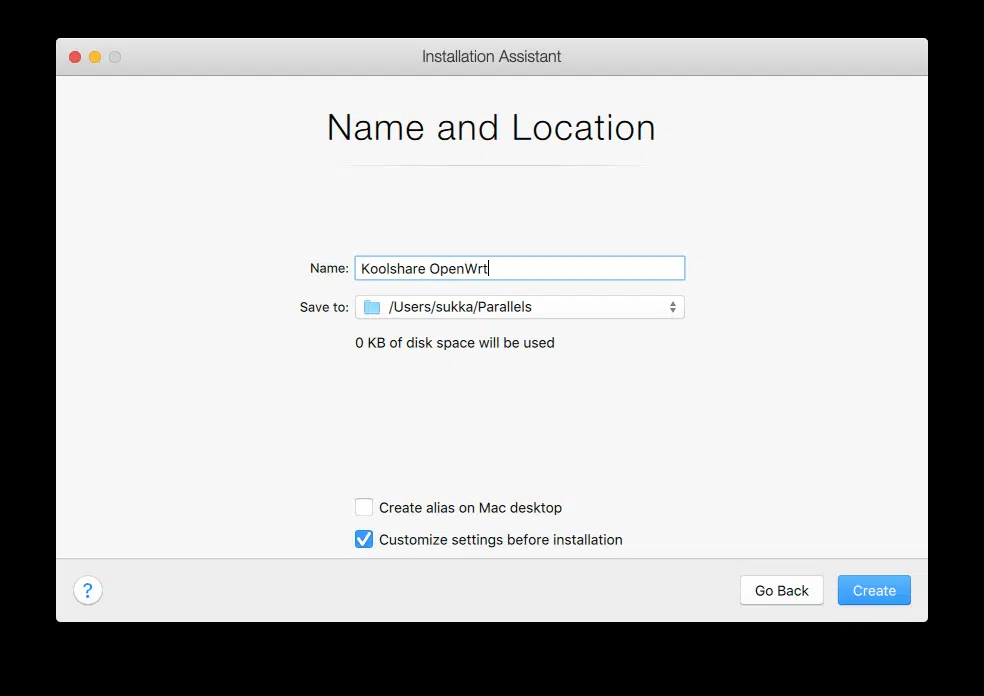 Installation Assistant
Name and Location
Name: Koolshare OpenWrt
Save to: /Users/sukka/Parallels
0 KB of disk space will be used
Create alias on Mac desktop
Customize settings before installation
? Go Back Create